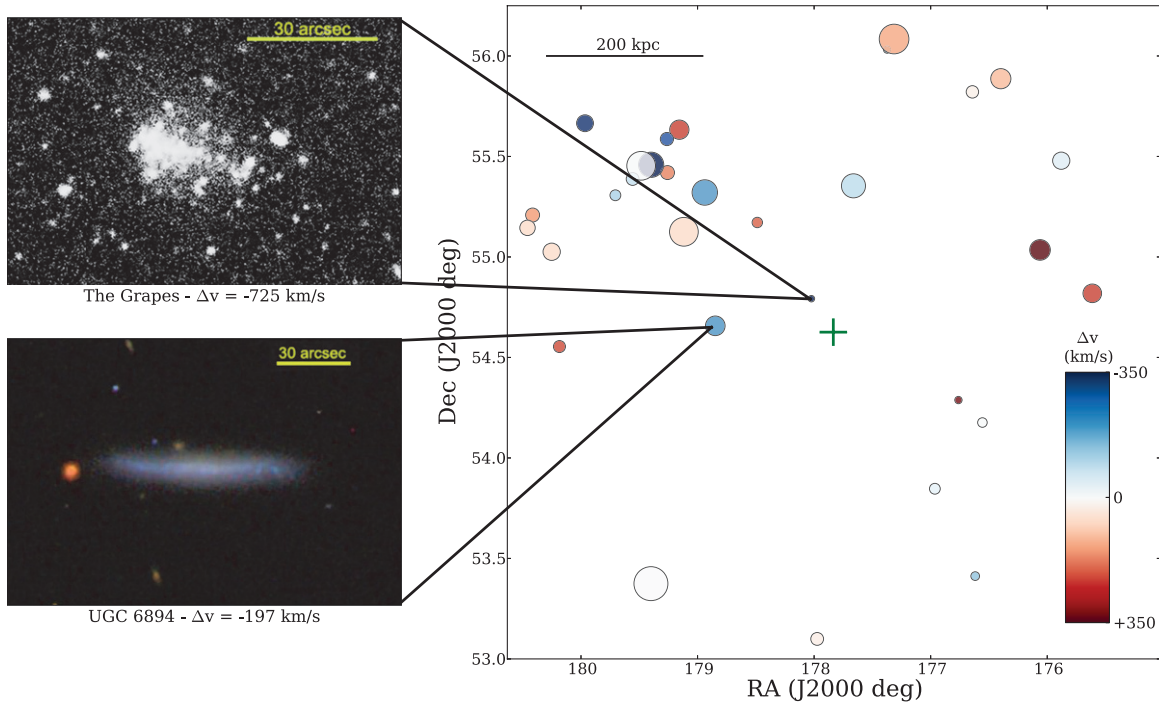 30 arcsec
The Grapes - Δv = -725 km/s
30 arcsec
UGC 6894 - Δv = -197 km/s
200 kpc
Dec (J2000 deg)
56.0
55.5
55.0
54.5
54.0
53.5
53.0
180
179
178
177
176
RA (J2000 deg)
Δv
(km/s)
-350
0
+350